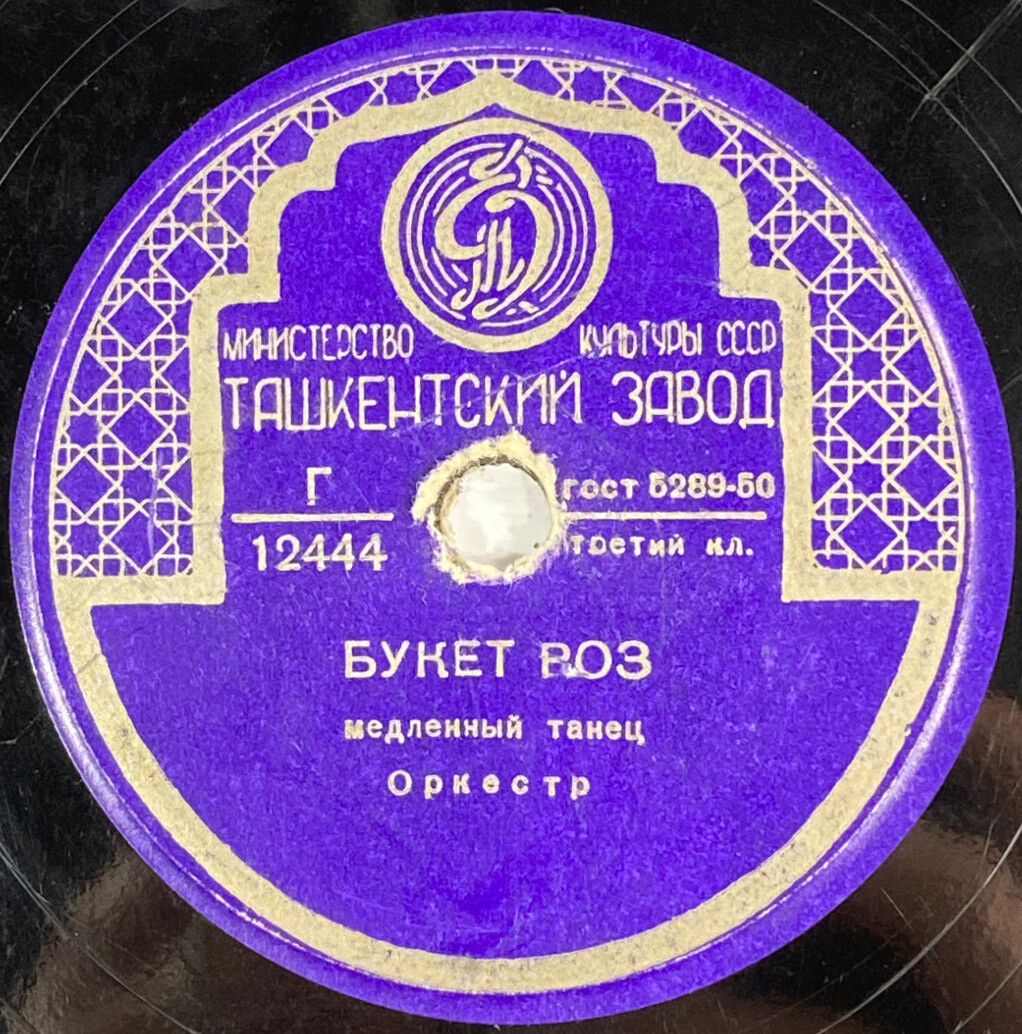 МИНИСТЕРСТВО КУЛЬТУРЫ СССР
ТАШКЕНТСКИЙ ЗАВОД
Г ГОСТ 5289-50
12444 третий кл.
БУКЕТ РОЗ
медленный танец
Оркестр